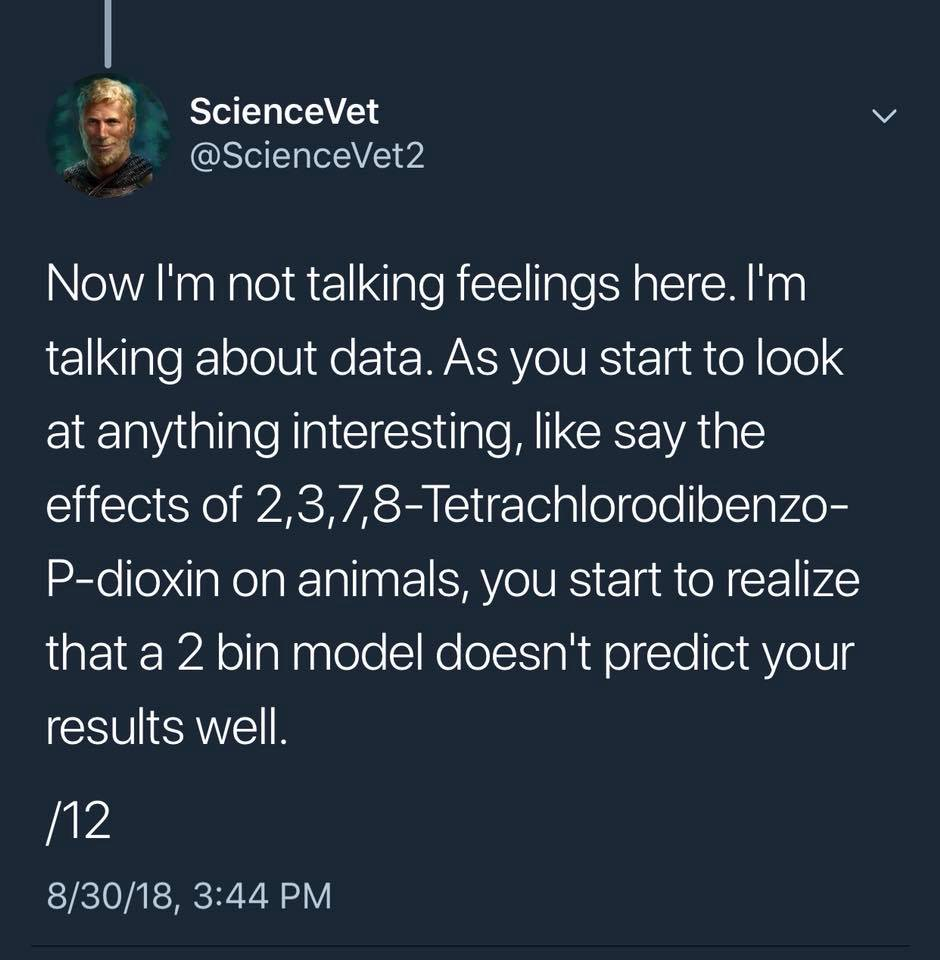 ScienceVet
@ScienceVet2
Now I'm not talking feelings here. I'm
talking about data. As you start to look
at anything interesting, like say the
effects of 2,3,7,8-Tetrachlorodibenzo-
P-dioxin on animals, you start to realize
that a 2 bin model doesn't predict your
results well.
/12
8/30/18, 3:44 PM